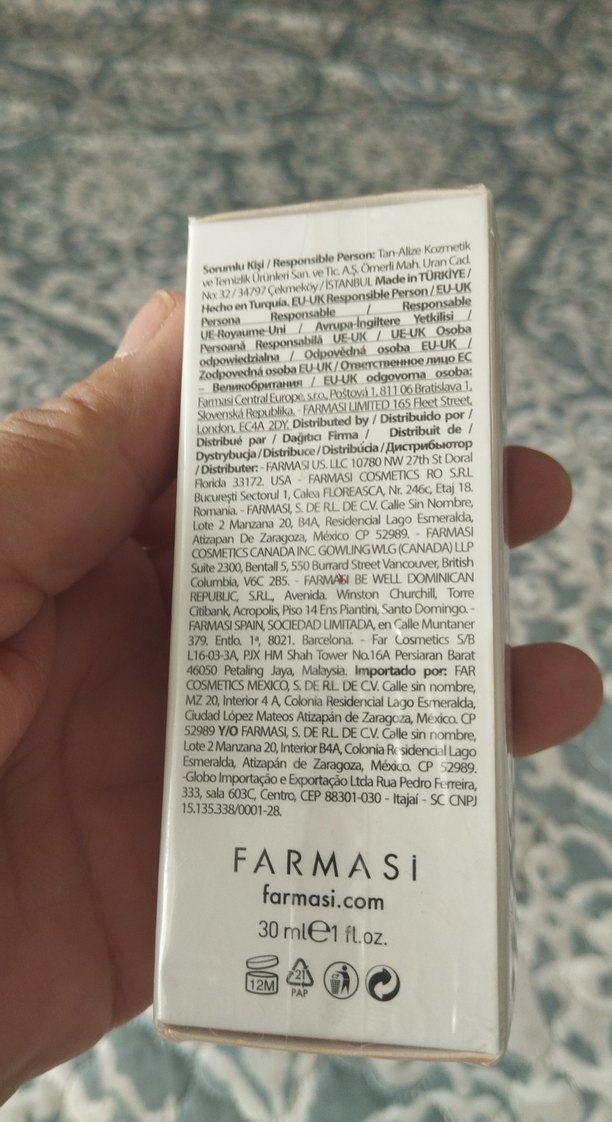 Sorumlu Kişi / Responsible Person: Tan-Alize Kozmetik
ve Temizlik Ürünleri San. ve Tic. A.Ş. Ömerli Mah. Uran Cad.
No: 32 / 34797 Çekmeköy / İSTANBUL Made in TÜRKİYE /
Hecho en Turquía. EU-UK Responsible Person / EU-UK
Persona Responsable / Responsable
UE-Royaume-Uni / Avrupa-İngiltere Yetkilisi /
Persoană Responsabilă UE-UK / UE-UK Osoba
odpowiedzialna / Odpovědná osoba EU-UK /
Zodpovedná osoba EU-UK / Ответственное лицо ЕС
– Великобритания / EU-UK odgovorna osoba:
Farmasi Central Europe, s.r.o., Poštová 1, 811 06 Bratislava 1,
Slovenská Republika. - FARMASI LIMITED 165 Fleet Street,
London, EC4A 2DY. Distributed by / Distribuido por /
Distribué par / Dağıtıcı Firma / Distribuit de /
Dystrybucja / Distribuce / Distribúcia / Дистрибьютор
/ Distributer: - FARMASI US. LLC 10780 NW 27th St Doral
Florida 33172. USA - FARMASI COSMETICS RO S.R.L
Bucureşti Sectorul 1, Calea FLOREASCA, Nr. 246c, Etaj 18.
Romania. - FARMASI, S. DE R.L. DE C.V. Calle Sin Nombre,
Lote 2 Manzana 20, B4A, Residencial Lago Esmeralda,
Atizapan De Zaragoza, México CP 52989. - FARMASI
COSMETICS CANADA INC. GOWLING WLG (CANADA) LLP
Suite 2300, Bentall 5, 550 Burrard Street Vancouver, British
Columbia, V6C 2B5. - FARMASI BE WELL DOMINICAN
REPUBLIC, S.R.L., Avenida. Winston Churchill, Torre
Citibank, Acropolis, Piso 14 Ens Piantini, Santo Domingo. -
FARMASI SPAIN, SOCIEDAD LIMITADA, en Calle Muntaner
379. Entlo. 1ª, 8021. Barcelona. - Far Cosmetics S/B
L16-03-3A, PJX HM Shah Tower No.16A Persiaran Barat
46050 Petaling Jaya, Malaysia. Importado por: FAR
COSMETICS MEXICO, S. DE R.L. DE C.V. Calle sin nombre,
MZ 20, Interior 4 A, Colonia Residencial Lago Esmeralda,
Ciudad López Mateos Atizapán de Zaragoza, México. CP
52989 Y/O FARMASI, S. DE R.L. DE C.V. Calle sin nombre,
Lote 2 Manzana 20, Interior B4A, Colonia Residencial Lago
Esmeralda, Atizapán de Zaragoza, México. CP 52989.
-Globo Importação e Exportação Ltda Rua Pedro Ferreira,
333, sala 603C, Centro, CEP 88301-030 - Itajaí - SC CNPJ
15.135.338/0001-28.
FARMASİ
farmasi.com
30 ml℮1 fl.oz.
12M 21
PAP